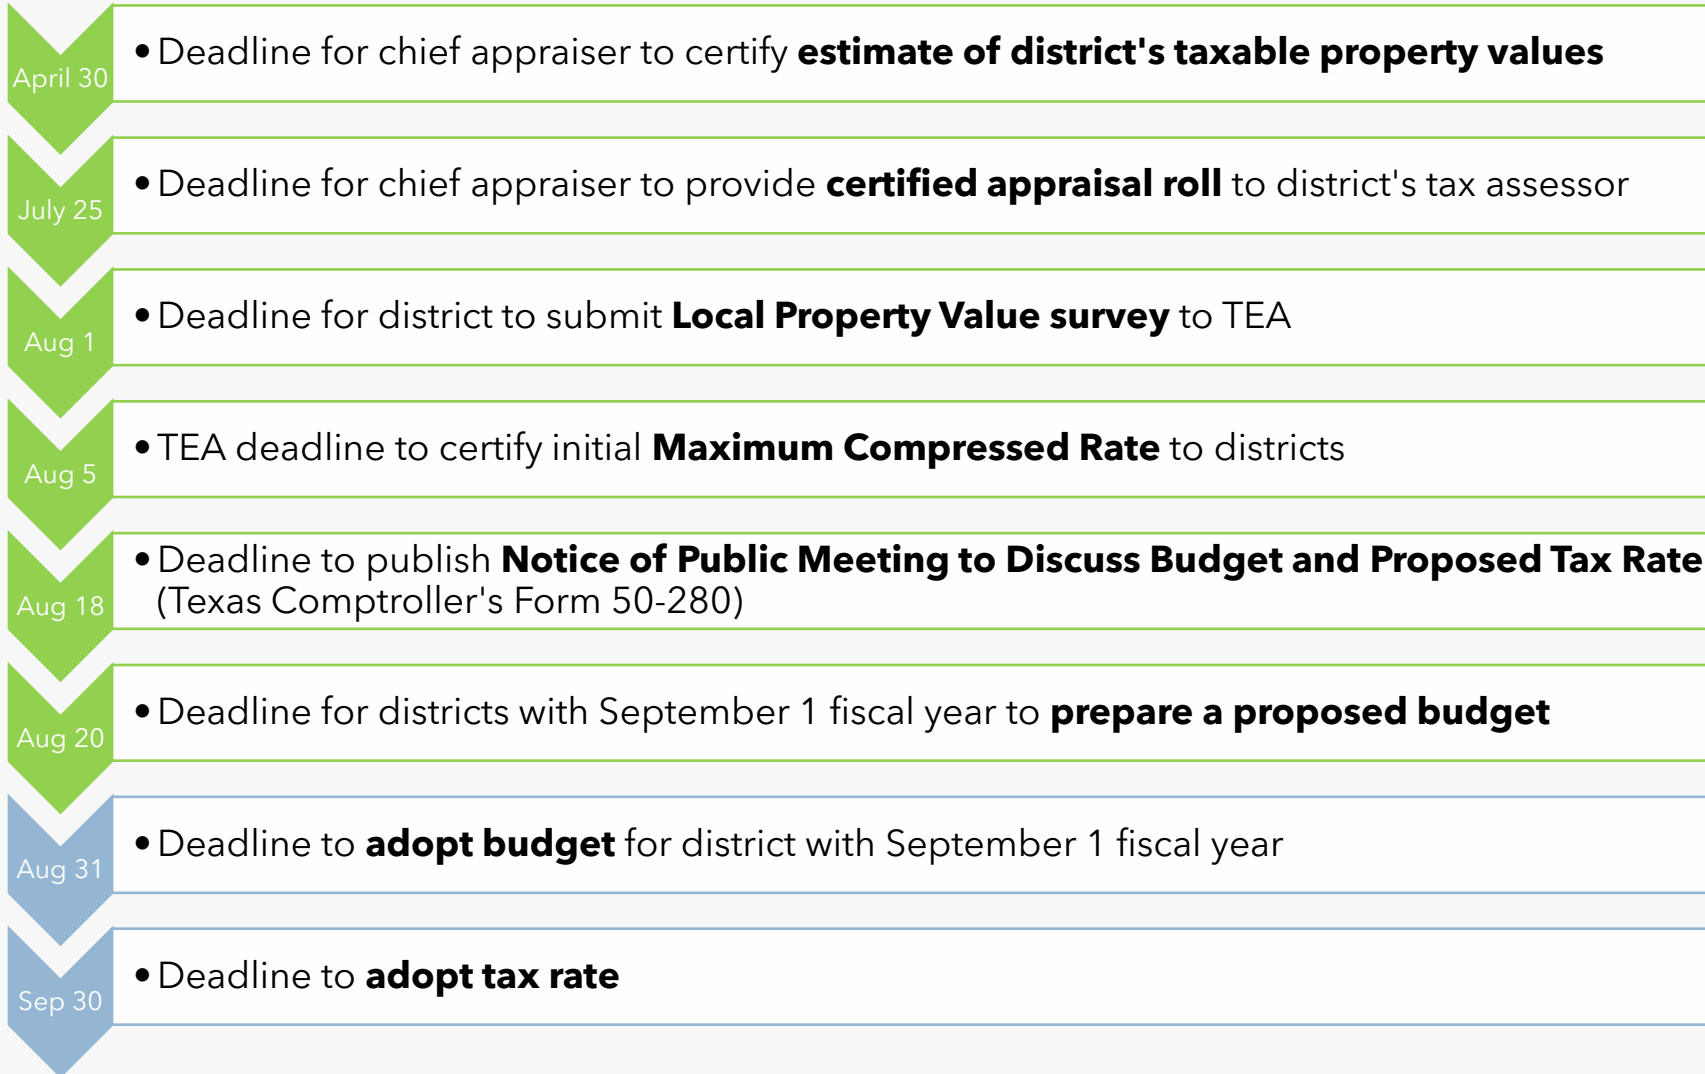 April 30
•Deadline for chief appraiser to certify estimate of district's taxable property values
July 25
•Deadline for chief appraiser to provide certified appraisal roll to district's tax assessor
Aug 1
•Deadline for district to submit Local Property Value survey to TEA
Aug 5
•TEA deadline to certify initial Maximum Compressed Rate to districts
Aug 18
•Deadline to publish Notice of Public Meeting to Discuss Budget and Proposed Tax Rate
(Texas Comptroller's Form 50-280)
Aug 20
•Deadline for districts with September 1 fiscal year to prepare a proposed budget
Aug 31
•Deadline to adopt budget for district with September 1 fiscal year
Sep 30
•Deadline to adopt tax rate